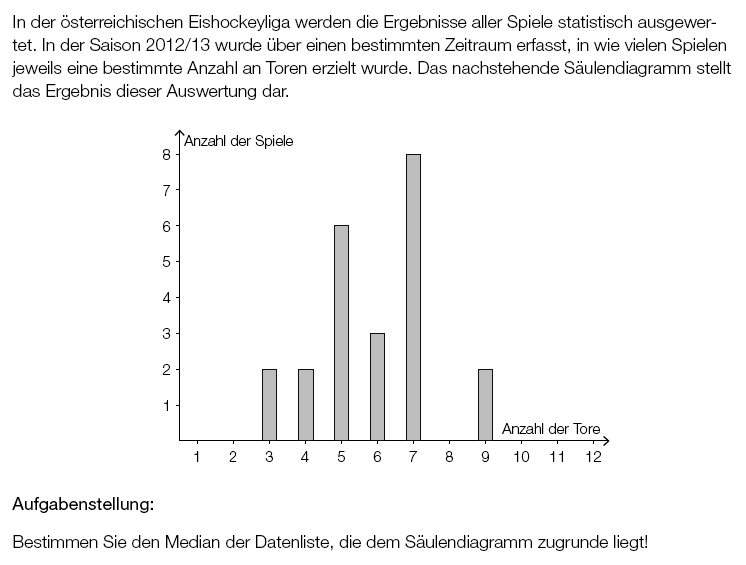 In der österreichischen Eishockeyliga werden die Ergebnisse aller Spiele statistisch ausgewer-
tet. In der Saison 2012/13 wurde über einen bestimmten Zeitraum erfasst, in wie vielen Spielen
jeweils eine bestimmte Anzahl an Toren erzielt wurde. Das nachstehende Säulendiagramm stellt
das Ergebnis dieser Auswertung dar.
Anzahl der Spiele
8
7
6
5
4
3
2
1
Anzahl der Tore
1 2 3 4 5 6 7 8 9 10 11 12
Aufgabenstellung:
Bestimmen Sie den Median der Datenliste, die dem Säulendiagramm zugrunde liegt!